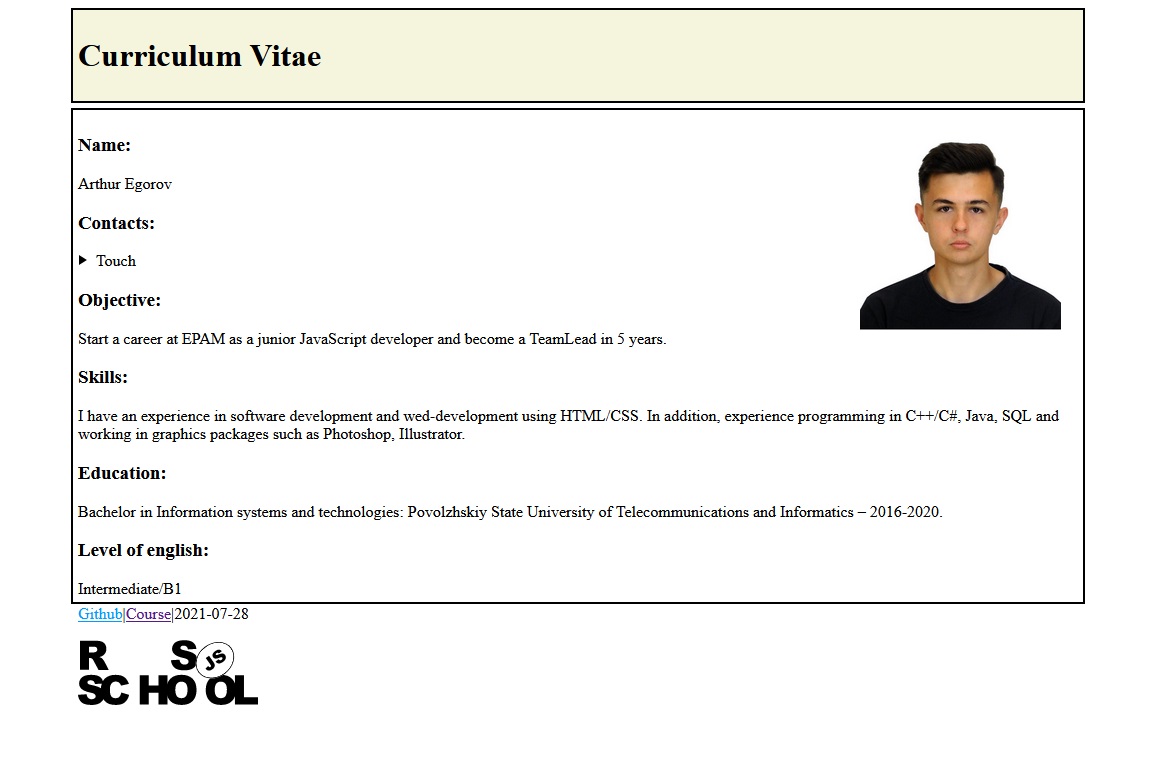 Curriculum Vitae
Name:
Arthur Egorov
Contacts:
Touch
Objective:
Start a career at EPAM as a junior JavaScript developer and become a TeamLead in 5 years.
Skills:
I have an experience in software development and wed-development using HTML/CSS. In addition, experience programming in C++/C#, Java, SQL and
working in graphics packages such as Photoshop, Illustrator.
Education:
Bachelor in Information systems and technologies: Povolzhskiy State University of Telecommunications and Informatics – 2016-2020.
Level of english:
Intermediate/B1
Github|Course|2021-07-28
R S JS
SCHOOL